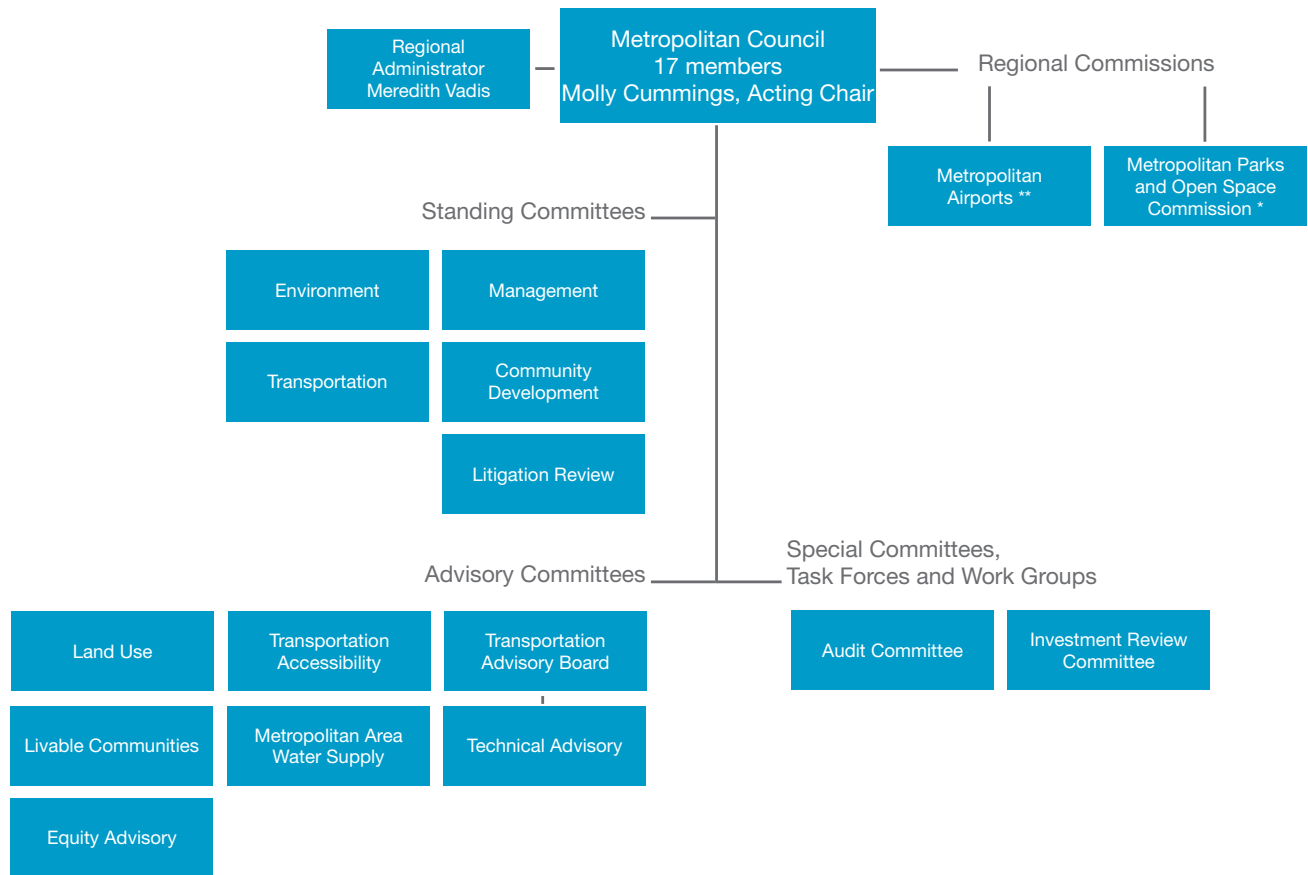 Regional
Administrator
Meredith Vadis
Metropolitan Council
17 members
Molly Cummings, Acting Chair
Regional Commissions
Metropolitan
Airports **
Metropolitan Parks
and Open Space
Commission *
Standing Committees
Environment
Management
Transportation
Community
Development
Litigation Review
Advisory Committees
Special Committees,
Task Forces and Work Groups
Land Use
Transportation
Accessibility
Transportation
Advisory Board
Audit Committee
Investment Review
Committee
Livable Communities
Metropolitan Area
Water Supply
Technical Advisory
Equity Advisory